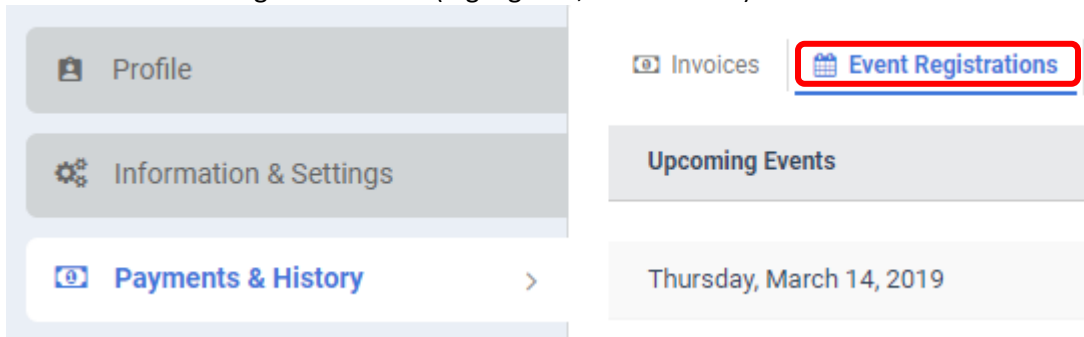 Profile
Information & Settings
Payments & History
Invoices
Event Registrations
Upcoming Events
Thursday, March 14, 2019